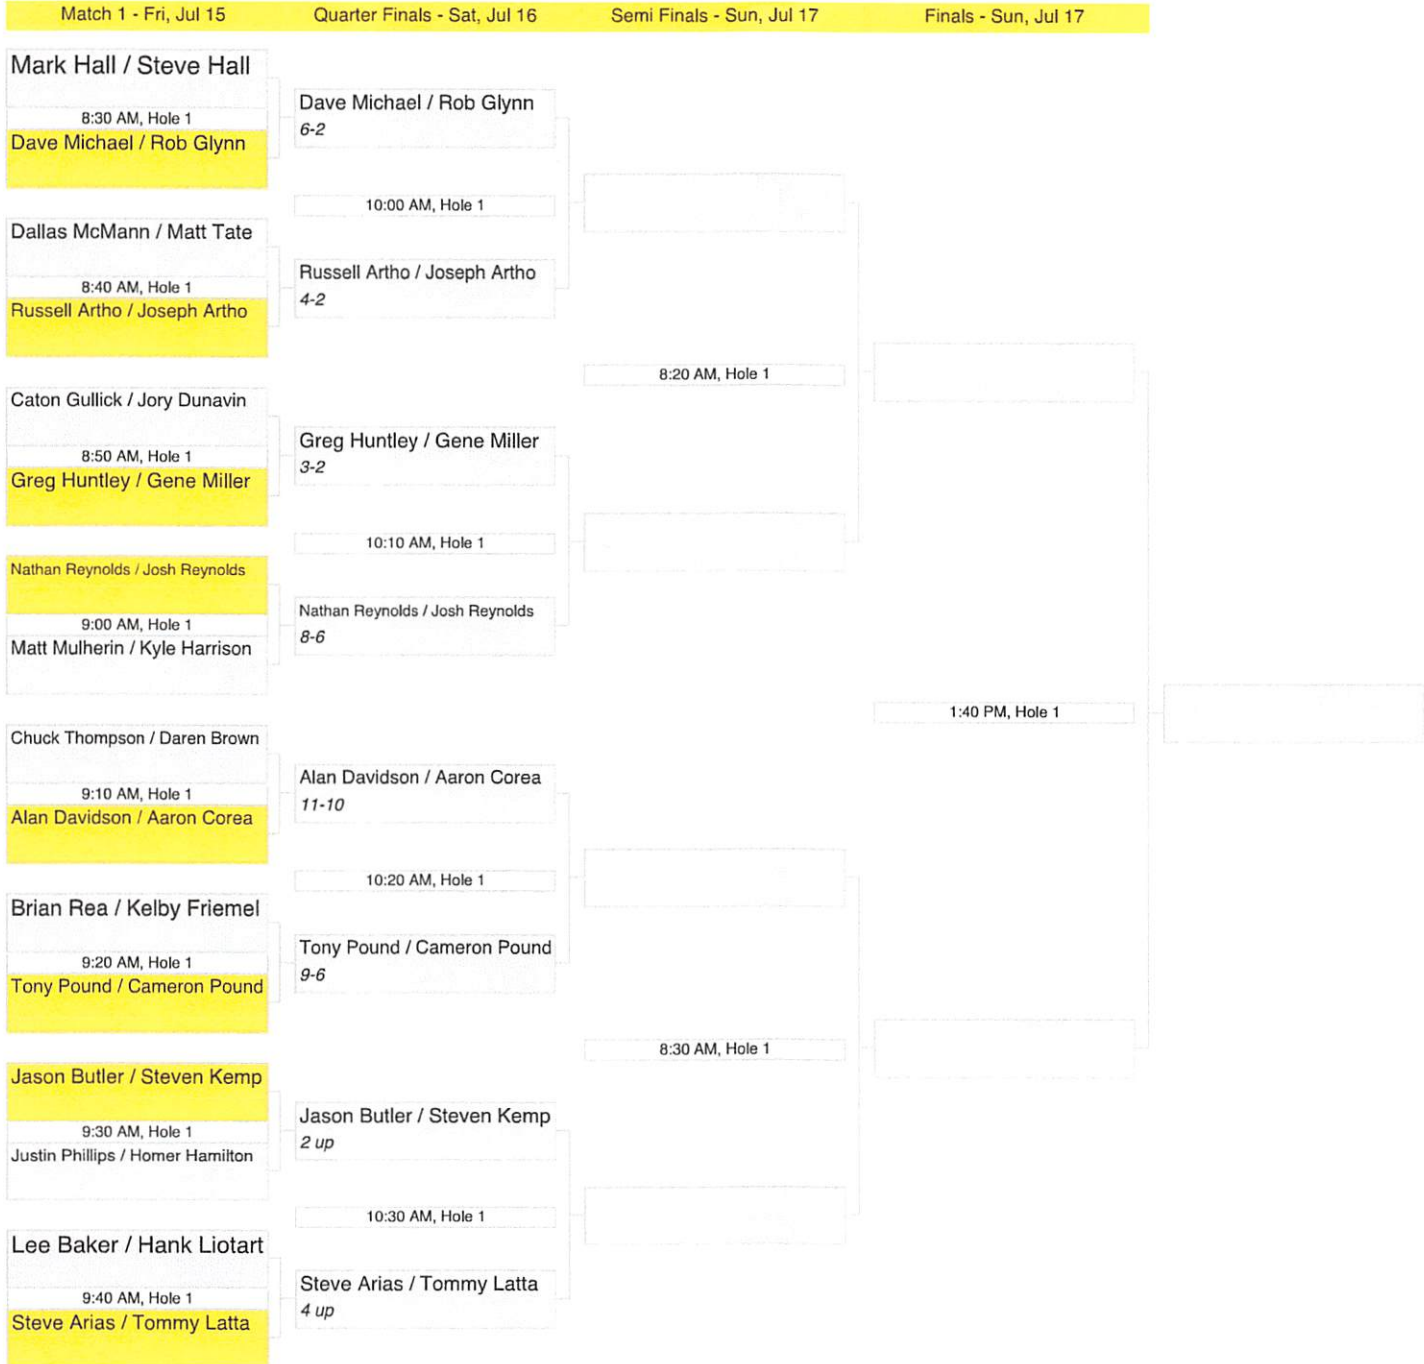 Match 1 - Fri, Jul 15
Quarter Finals - Sat, Jul 16
Semi Finals - Sun, Jul 17
Finals - Sun, Jul 17
Mark Hall / Steve Hall
8:30 AM, Hole 1
Dave Michael / Rob Glynn
Dallas McMann / Matt Tate
8:40 AM, Hole 1
Russell Artho / Joseph Artho
Caton Gullick / Jory Dunavin
8:50 AM, Hole 1
Greg Huntley / Gene Miller
Nathan Reynolds / Josh Reynolds
9:00 AM, Hole 1
Matt Mulherin / Kyle Harrison
Chuck Thompson / Daren Brown
9:10 AM, Hole 1
Alan Davidson / Aaron Corea
Brian Rea / Kelby Friemel
9:20 AM, Hole 1
Tony Pound / Cameron Pound
Jason Butler / Steven Kemp
9:30 AM, Hole 1
Justin Phillips / Homer Hamilton
Lee Baker / Hank Liotart
9:40 AM, Hole 1
Steve Arias / Tommy Latta
Dave Michael / Rob Glynn
6-2
10:00 AM, Hole 1
Russell Artho / Joseph Artho
4-2
Greg Huntley / Gene Miller
3-2
10:10 AM, Hole 1
Nathan Reynolds / Josh Reynolds
8-6
Alan Davidson / Aaron Corea
11-10
10:20 AM, Hole 1
Tony Pound / Cameron Pound
9-6
Jason Butler / Steven Kemp
2 up
10:30 AM, Hole 1
Steve Arias / Tommy Latta
4 up
8:20 AM, Hole 1
8:30 AM, Hole 1
1:40 PM, Hole 1